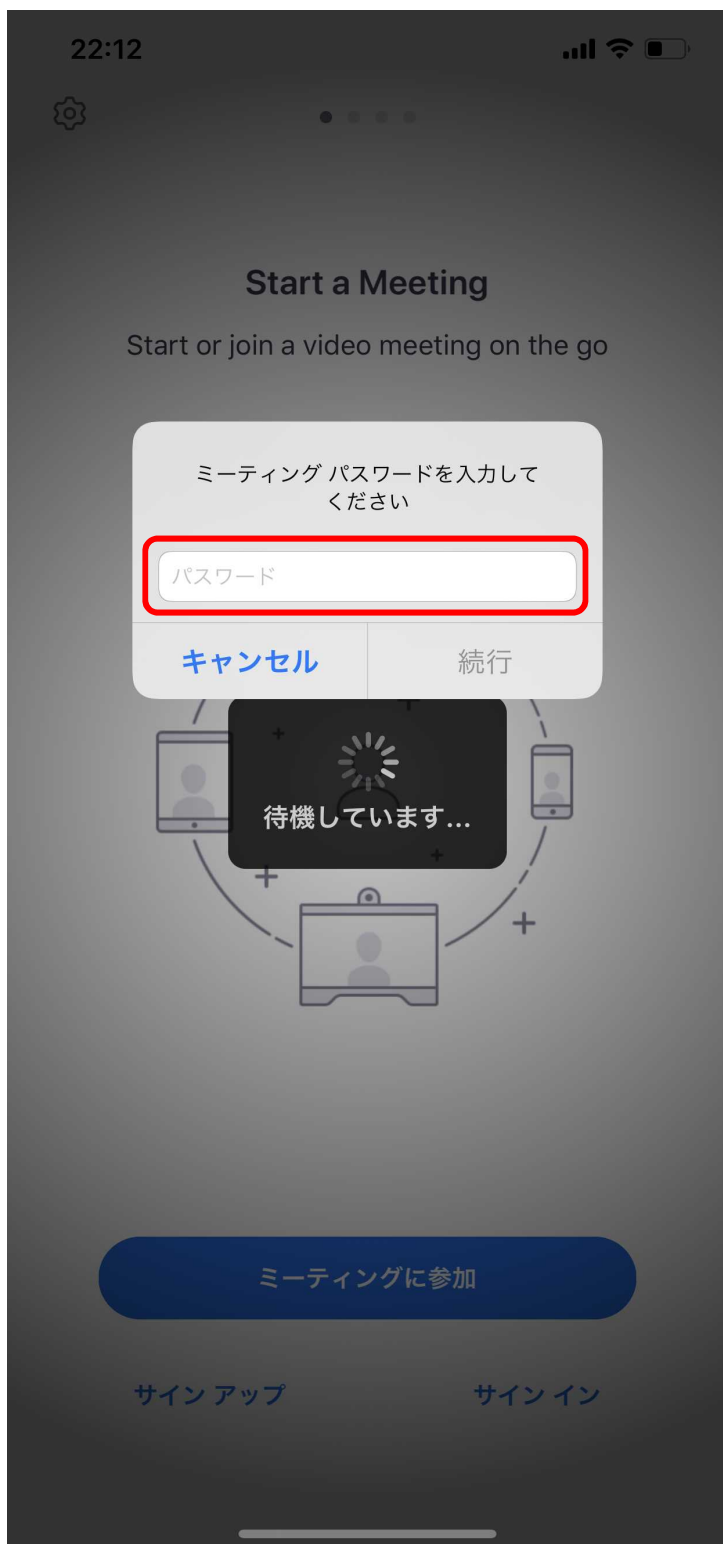 22:12
Start a Meeting
Start or join a video meeting on the go
ミーティング パスワードを入力して
ください
パスワード
キャンセル
続行
待機しています...
ミーティングに参加
サイン アップ
サイン イン